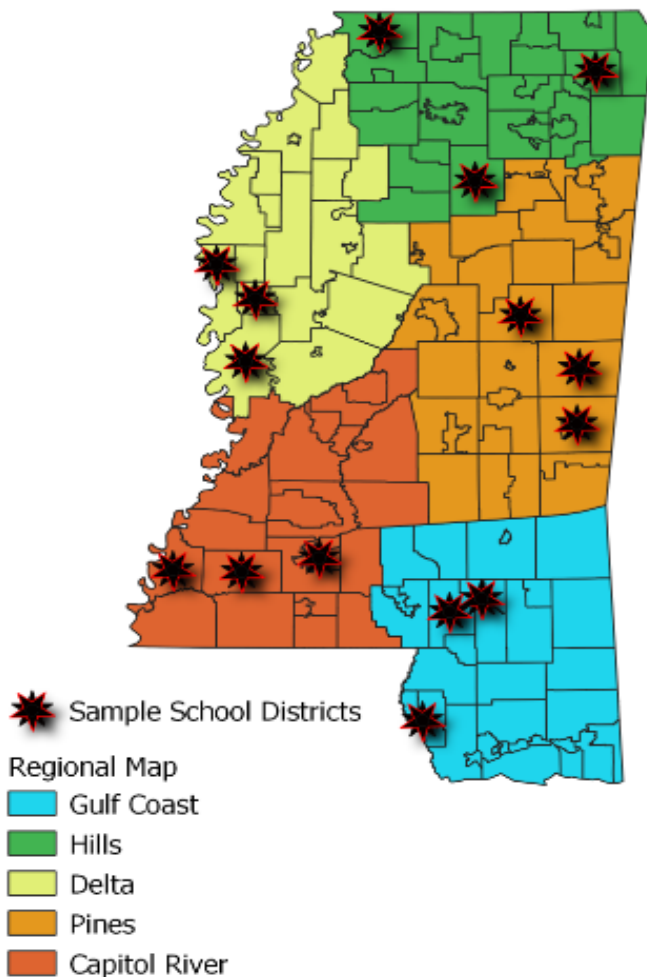 Sample School Districts
Regional Map
Gulf Coast
Hills
Delta
Pines
Capitol River